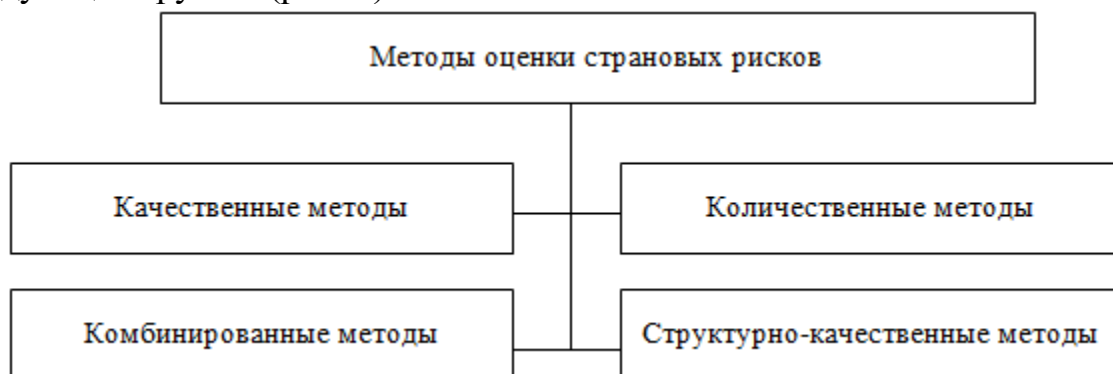 Методы оценки страновых рисков
Качественные методы
Количественные методы
Комбинированные методы
Структурно-качественные методы